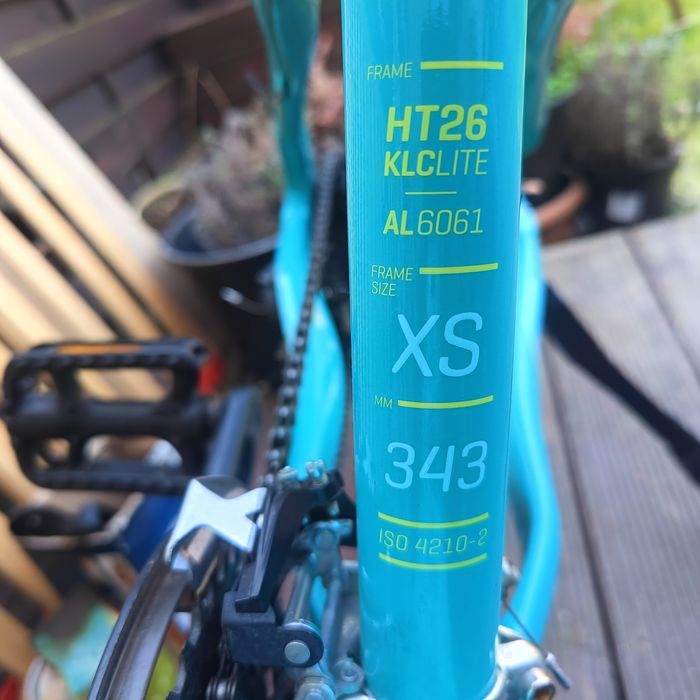 FRAME
HT26
KLCLITE
AL6061
FRAME
SIZE
XS
MM
343
ISO 4210-2